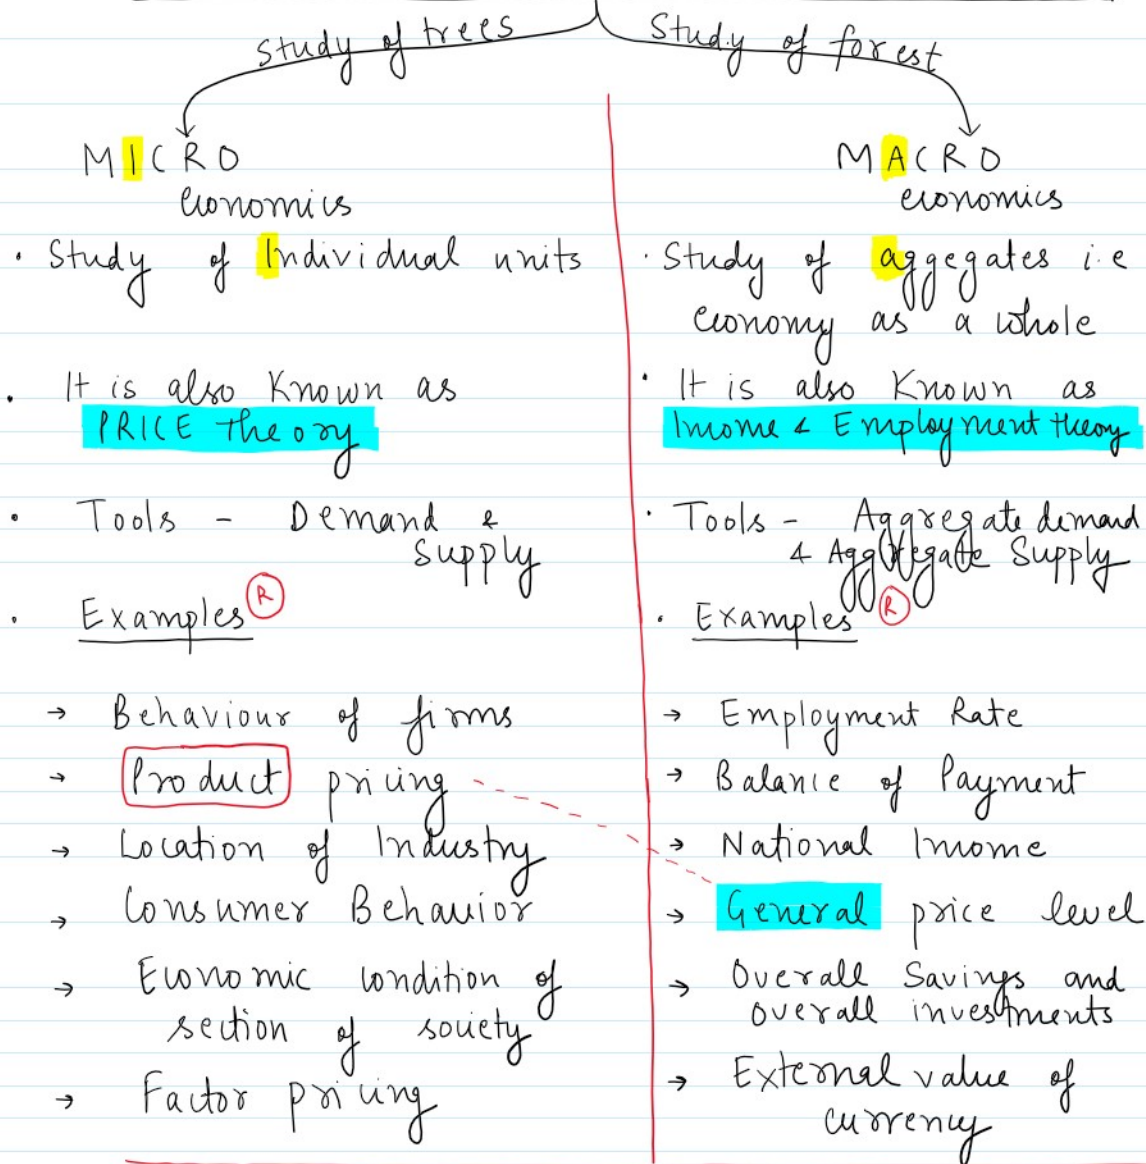 Study of trees
Study of forest
MICRO
economics
• Study of Individual units
• It is also Known as
PRICE theory
• Tools - Demand &
Supply
• Examples Ⓡ
→ Behaviour of firms
→ Product pricing
→ Location of Industry
→ Consumer Behavior
→ Economic condition of
section of society
→ Factor pricing
MACRO
economics
• Study of aggegates i.e
economy as a whole
• It is also Known as
Income & Employment theory
• Tools - Aggregate demand
& Aggregate Supply
• Examples Ⓡ
→ Employment Rate
→ Balance of Payment
→ National Income
→ General price level
→ Overall Savings and
overall investments
→ External value of
currency